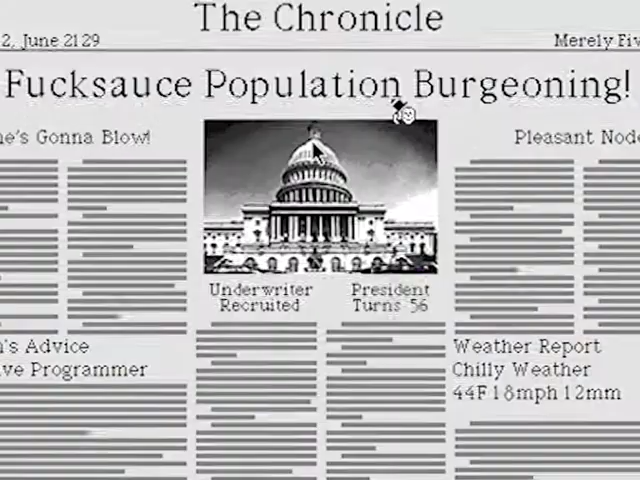 The Chronicle
2, June 2129
Merely Fiv
Fucksauce Population Burgeoning!
ne's Gonna Blow!
Pleasant Node
Underwriter
Recruited
President
Turns 56
n's Advice
ve Programmer
Weather Report
Chilly Weather
44F 18mph 12mm